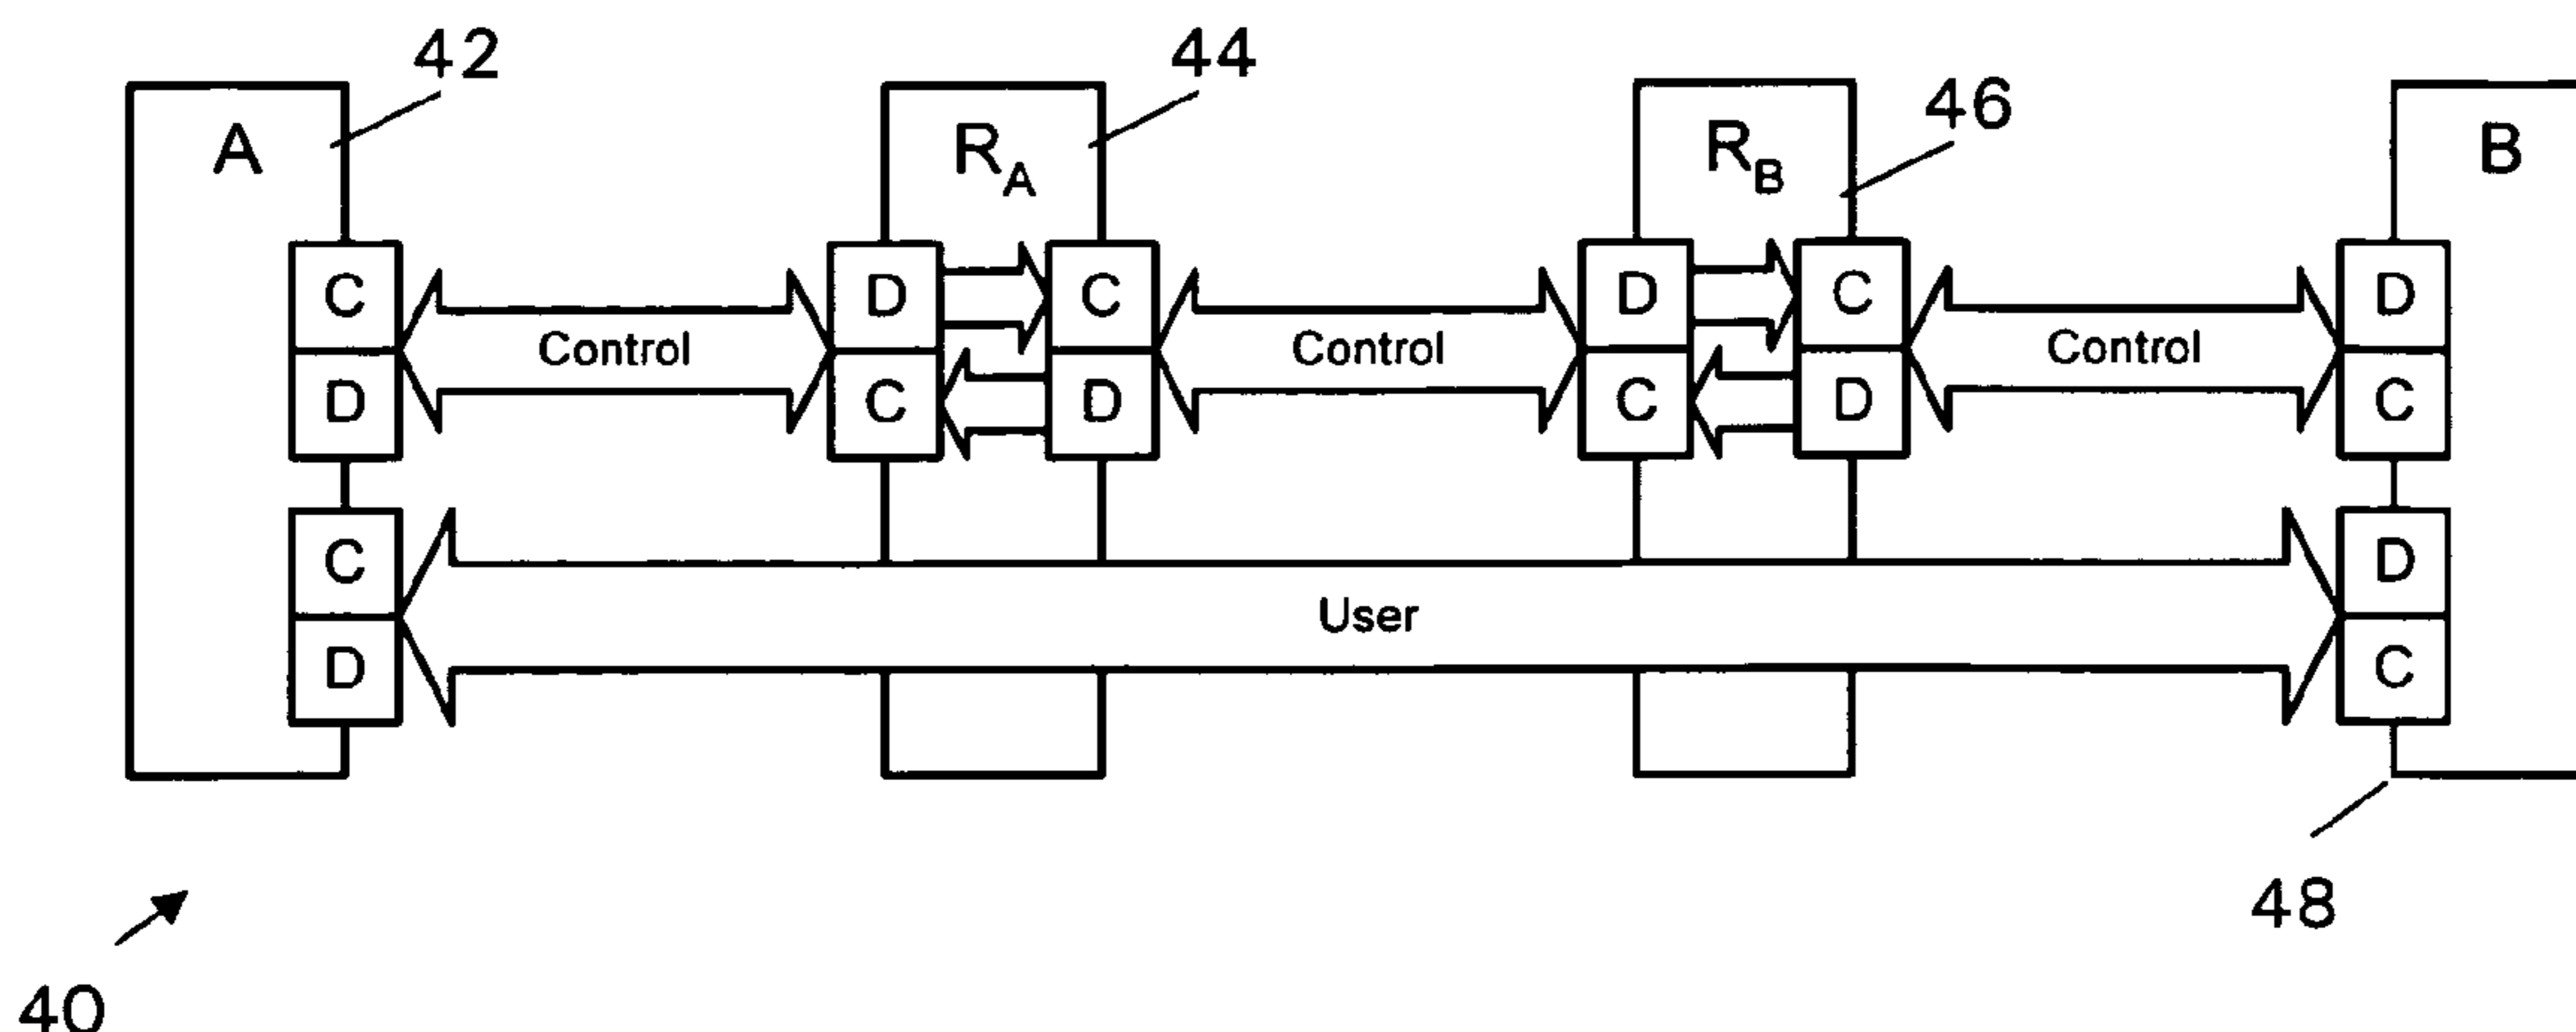 42
44
46
A
R_A
R_B
B
C D C D C D
Control Control Control
D C D C D C
C D
User
D C
48
40